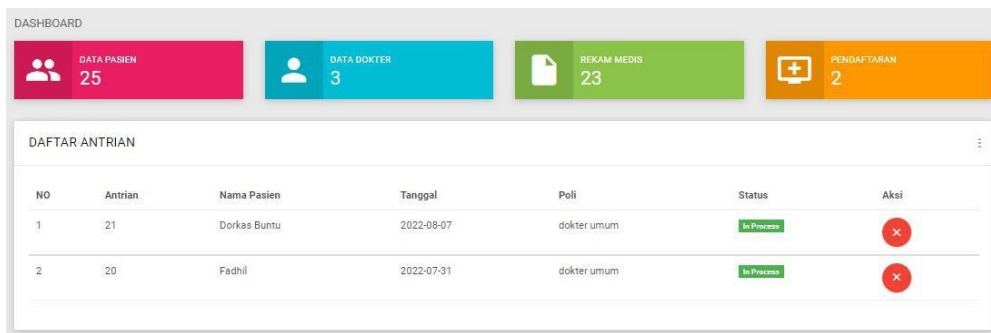 DASHBOARD
DATA PASIEN
25
DATA DOKTER
3
REKAM MEDIS
23
PENDAFTARAN
2
DAFTAR ANTRIAN
NO Antrian Nama Pasien Tanggal Poli Status Aksi
1 21 Dorkas Buntu 2022-08-07 dokter umum In Process
2 20 Fadhil 2022-07-31 dokter umum In Process